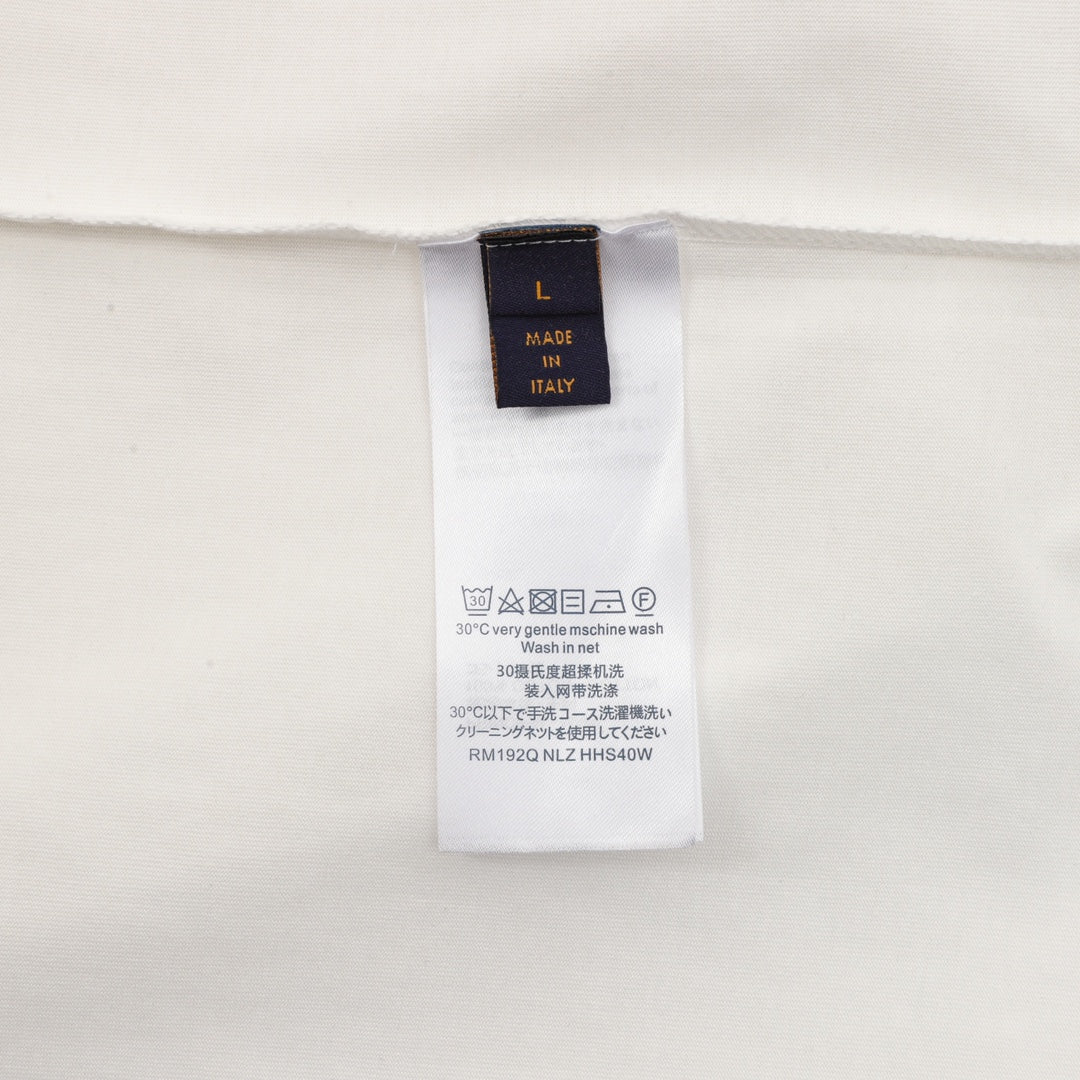 L
MADE
IN
ITALY
30 F
30°C very gentle mschine wash
Wash in net
30摄氏度超揉机洗
装入网带洗涤
30°C以下で手洗コース洗濯機洗い
クリーニングネットを使用してください
RM192Q NLZ HHS40W